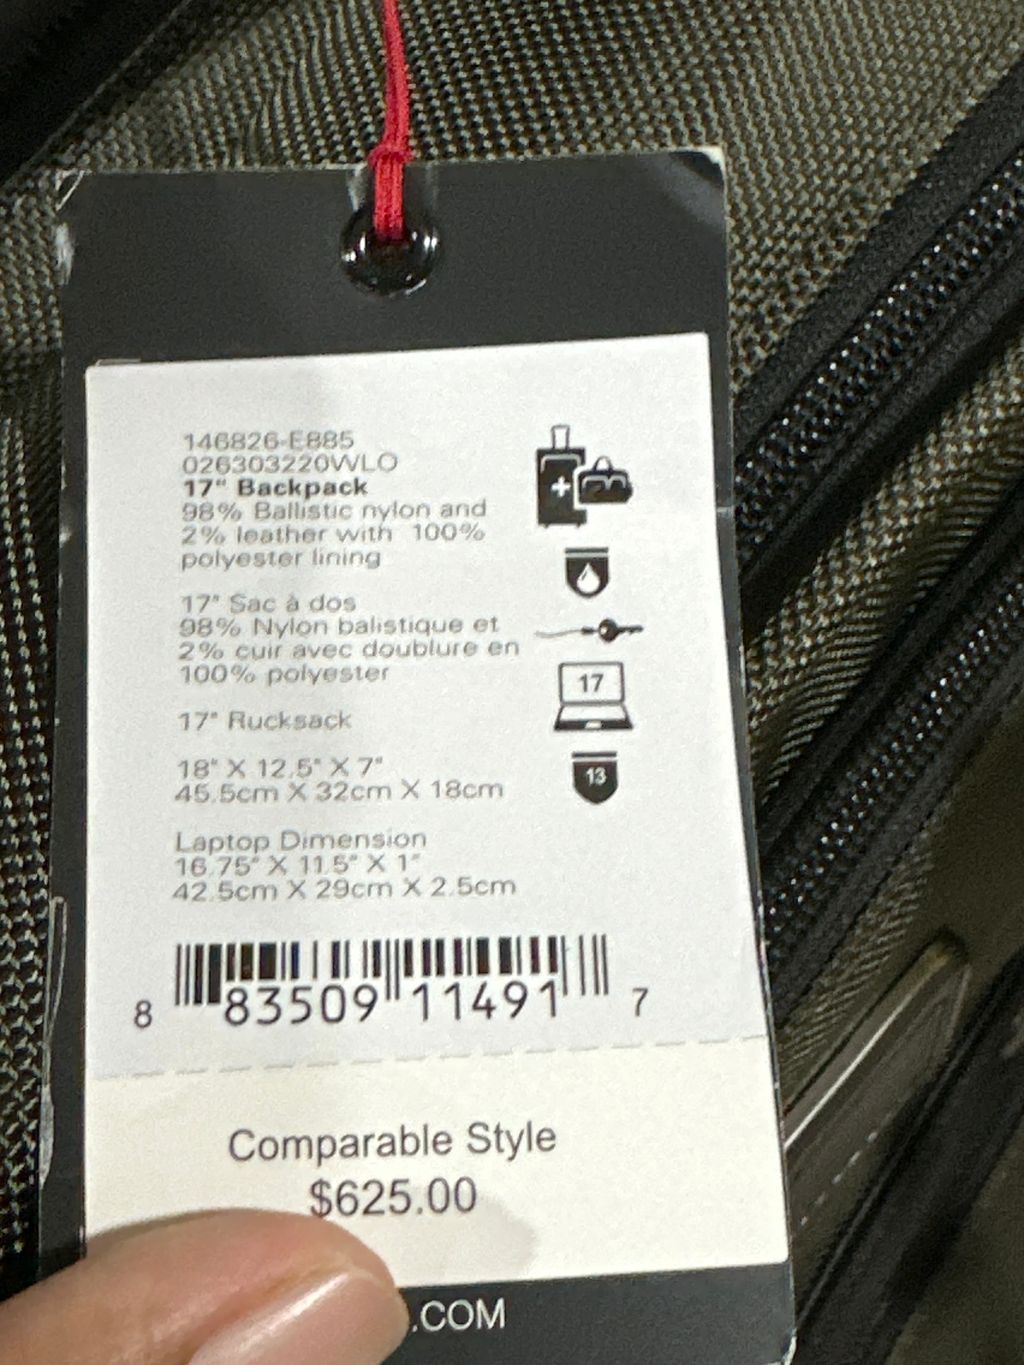 146826-E885
026303220WLO
17" Backpack
98% Ballistic nylon and
2% leather with 100%
polyester lining
17" Sac à dos
98% Nylon balistique et
2% cuir avec doublure en
100% polyester
17" Rucksack
18" X 12.5" X 7"
45.5cm X 32cm X 18cm
Laptop Dimension
16.75" X 11.5" X 1"
42.5cm X 29cm X 2.5cm
17
13
8 83509 11491 7
Comparable Style
$625.00
.COM